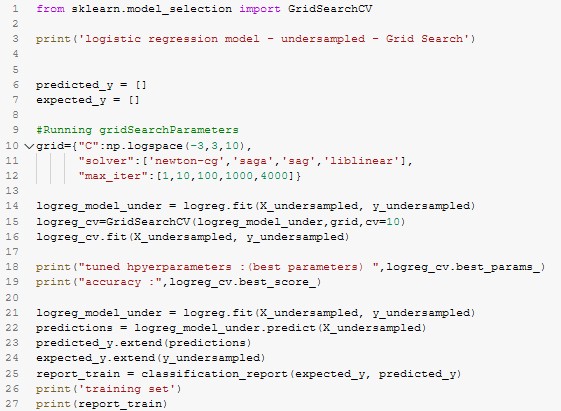 1 from sklearn.model_selection import GridSearchCV
2
3 print('logistic regression model - undersampled - Grid Search')
4
5
6 predicted_y = []
7 expected_y = []
8
9 #Running gridSearchParameters
10 grid={"C":np.logspace(-3,3,10),
11 "solver":['newton-cg','saga','sag','liblinear'],
12 "max_iter":[1,10,100,1000,4000]}
13
14 logreg_model_under = logreg.fit(X_undersampled, y_undersampled)
15 logreg_cv=GridSearchCV(logreg_model_under,grid,cv=10)
16 logreg_cv.fit(X_undersampled, y_undersampled)
17
18 print("tuned hpyerparameters :(best parameters) ",logreg_cv.best_params_)
19 print("accuracy :",logreg_cv.best_score_)
20
21 logreg_model_under = logreg.fit(X_undersampled, y_undersampled)
22 predictions = logreg_model_under.predict(X_undersampled)
23 predicted_y.extend(predictions)
24 expected_y.extend(y_undersampled)
25 report_train = classification_report(expected_y, predicted_y)
26 print('training set')
27 print(report_train)